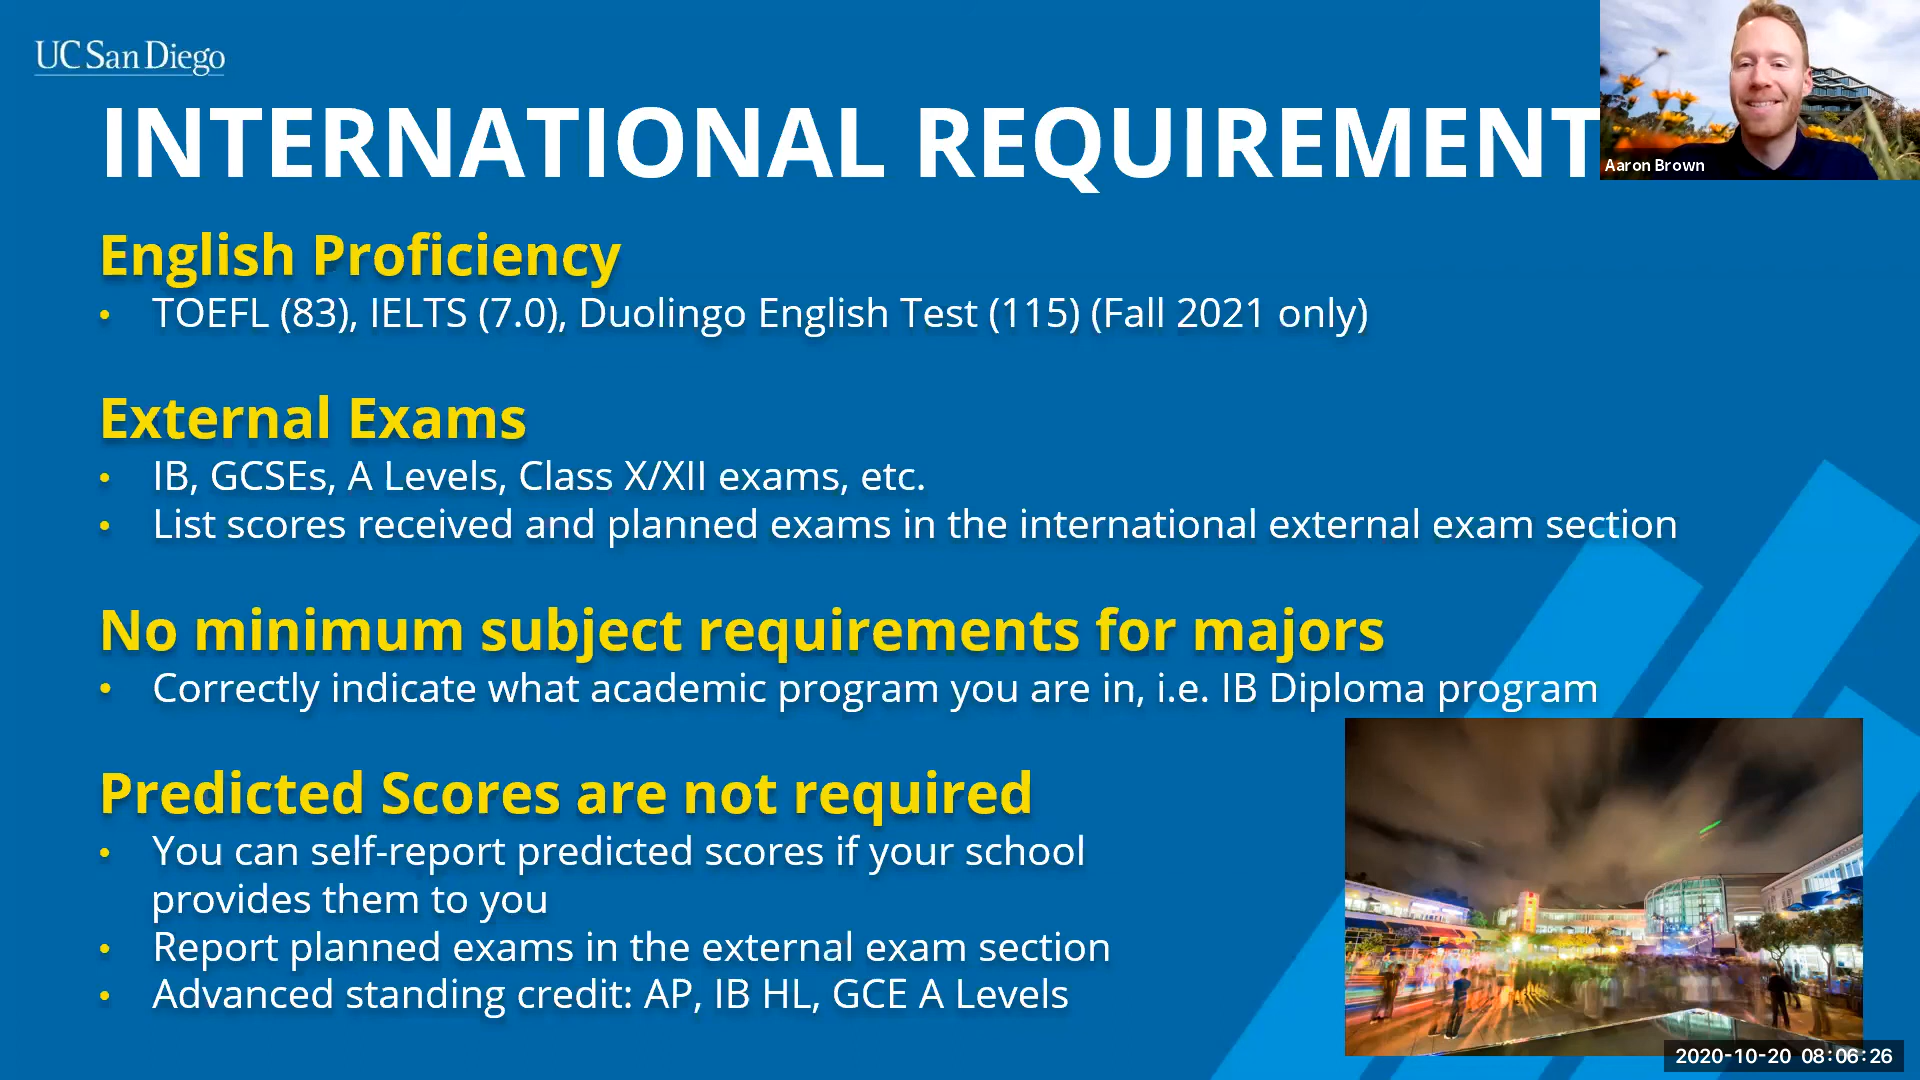 UC San Diego
INTERNATIONAL REQUIREMENT
Aaron Brown
English Proficiency
• TOEFL (83), IELTS (7.0), Duolingo English Test (115) (Fall 2021 only)
External Exams
• IB, GCSEs, A Levels, Class X/XII exams, etc.
• List scores received and planned exams in the international external exam section
No minimum subject requirements for majors
• Correctly indicate what academic program you are in, i.e. IB Diploma program
Predicted Scores are not required
• You can self-report predicted scores if your school
provides them to you
• Report planned exams in the external exam section
• Advanced standing credit: AP, IB HL, GCE A Levels
2020-10-20 08:06:26